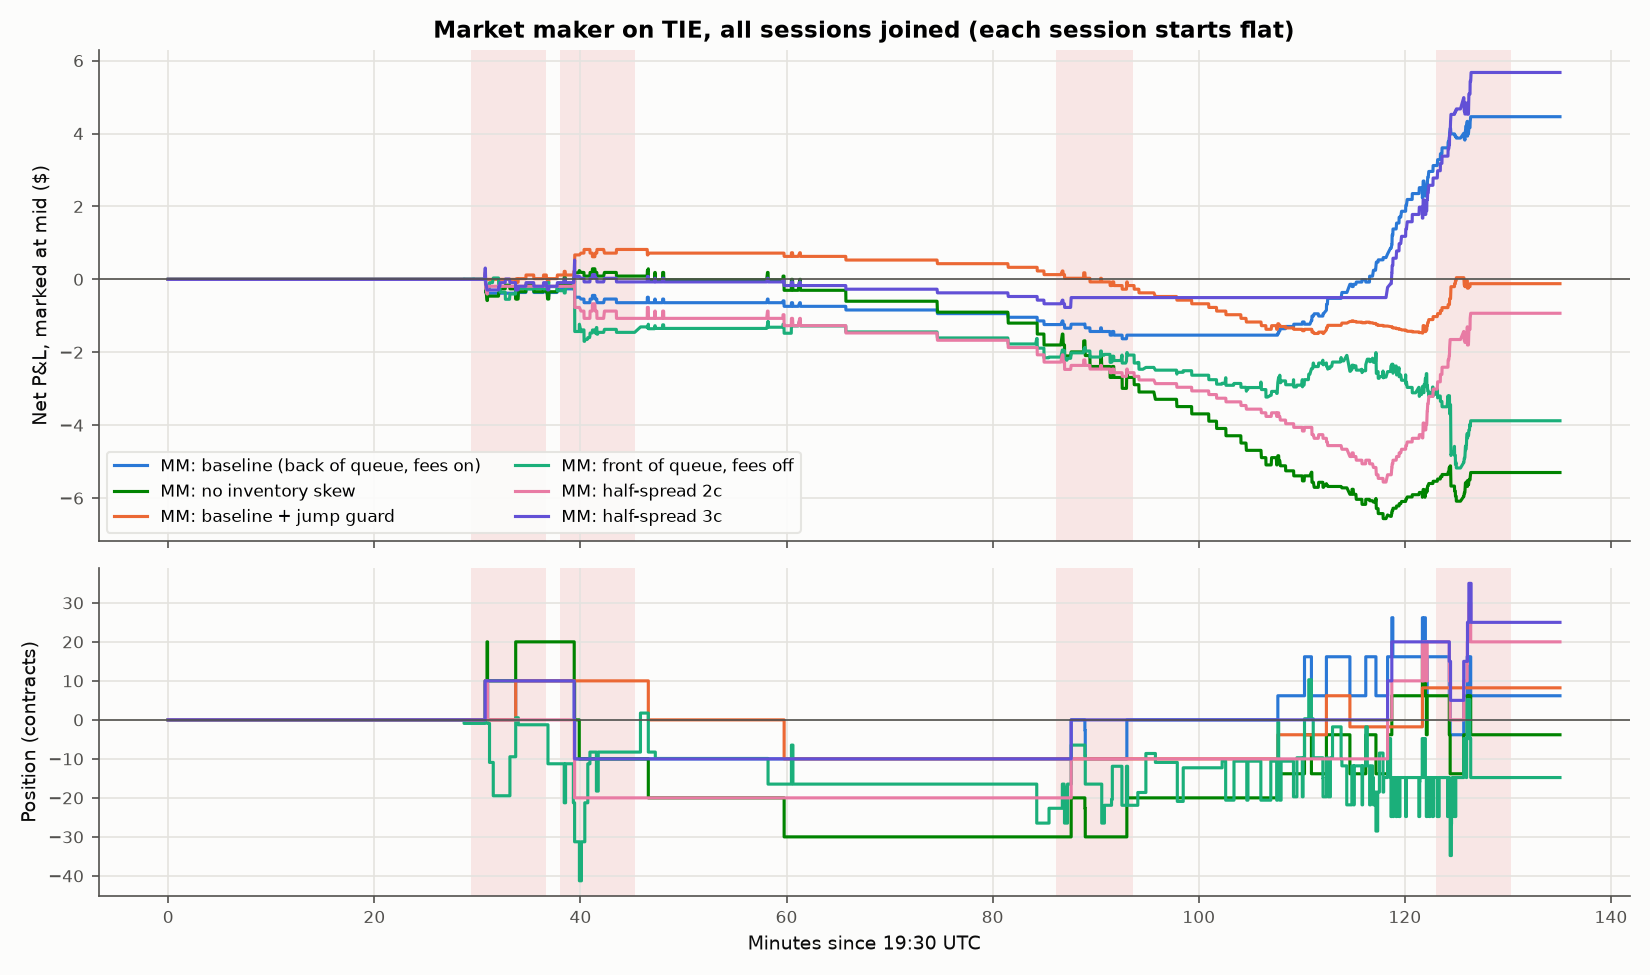 Market maker on TIE, all sessions joined (each session starts flat)
Net P&L, marked at mid ($)
6
4
2
0
−2
−4
−6
MM: baseline (back of queue, fees on)
MM: no inventory skew
MM: baseline + jump guard
MM: front of queue, fees off
MM: half-spread 2c
MM: half-spread 3c
Position (contracts)
30
20
10
0
−10
−20
−30
−40
0 20 40 60 80 100 120 140
Minutes since 19:30 UTC